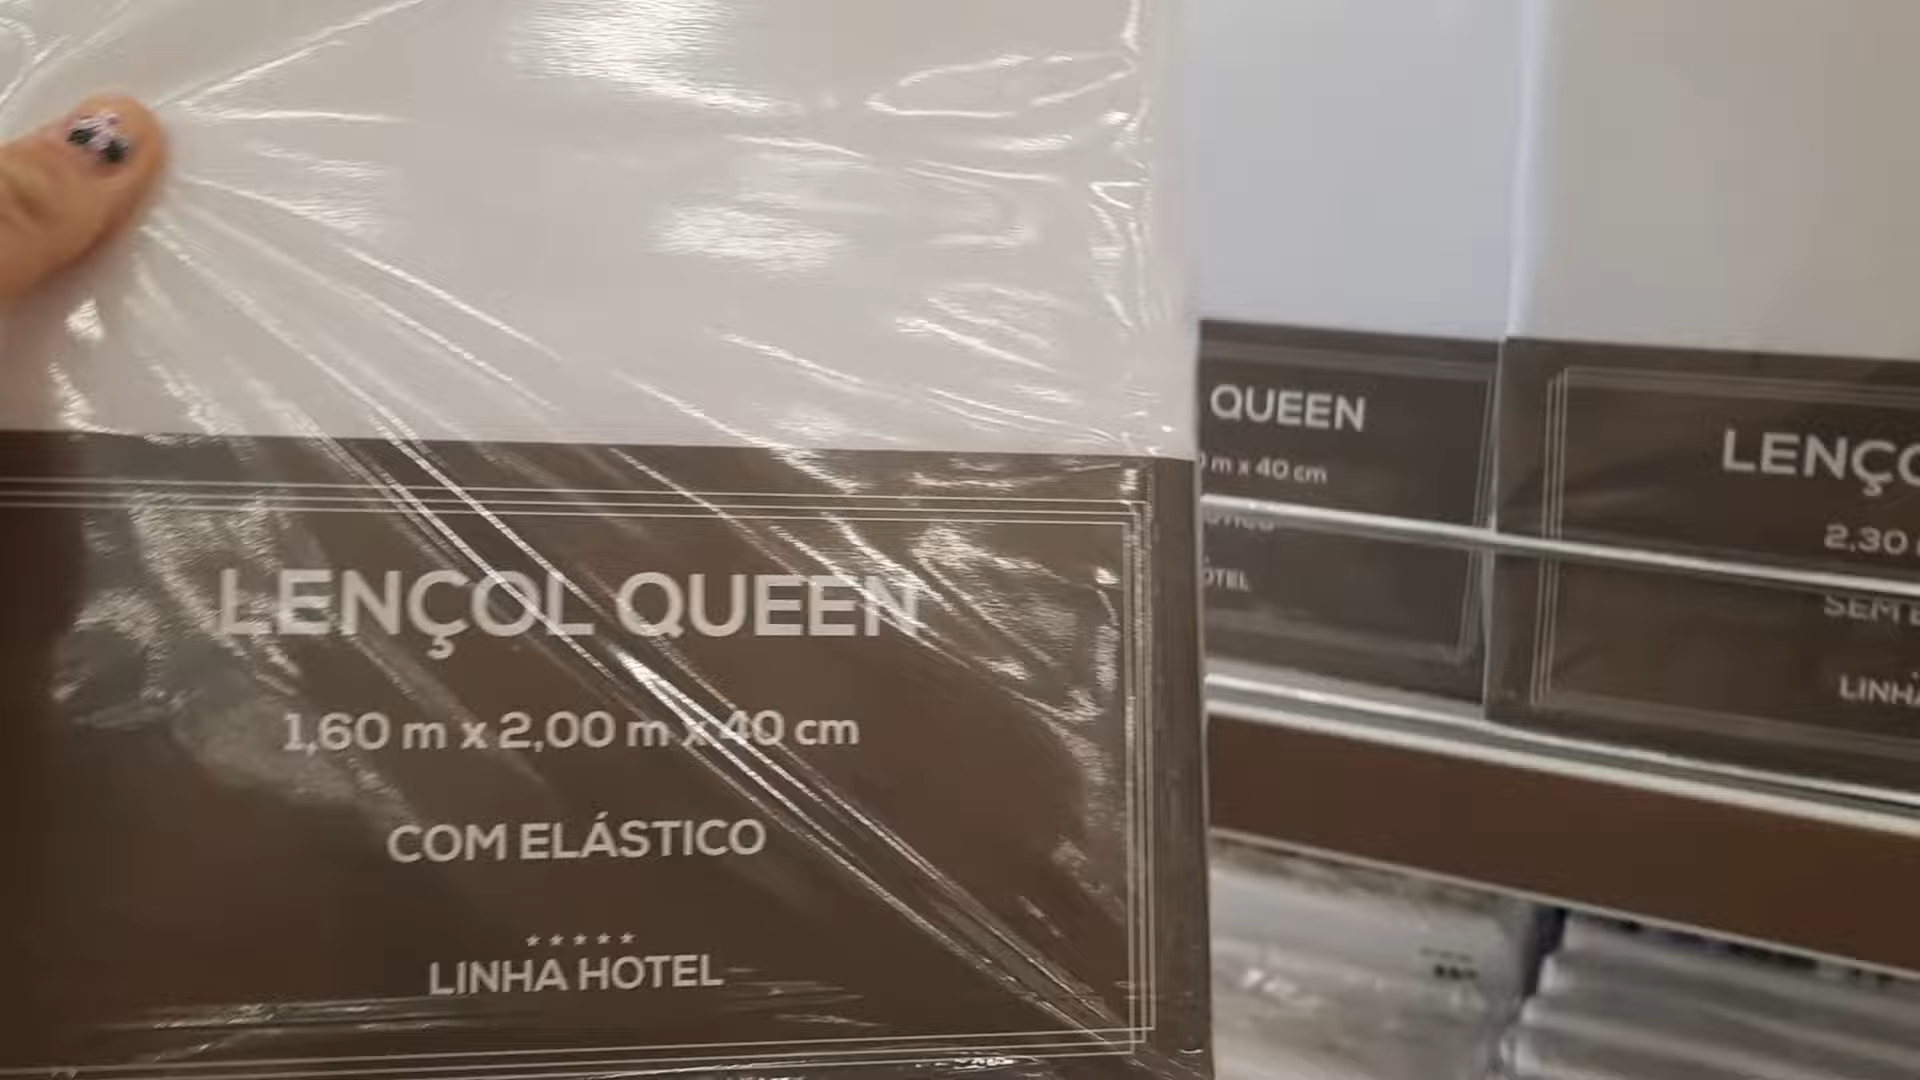 LENÇOL QUEEN
1,60 m x 2,00 m x 40 cm
COM ELÁSTICO
LINHA HOTEL
QUEEN
m x 40 cm
LENÇO
2,30
SEM
LINHA